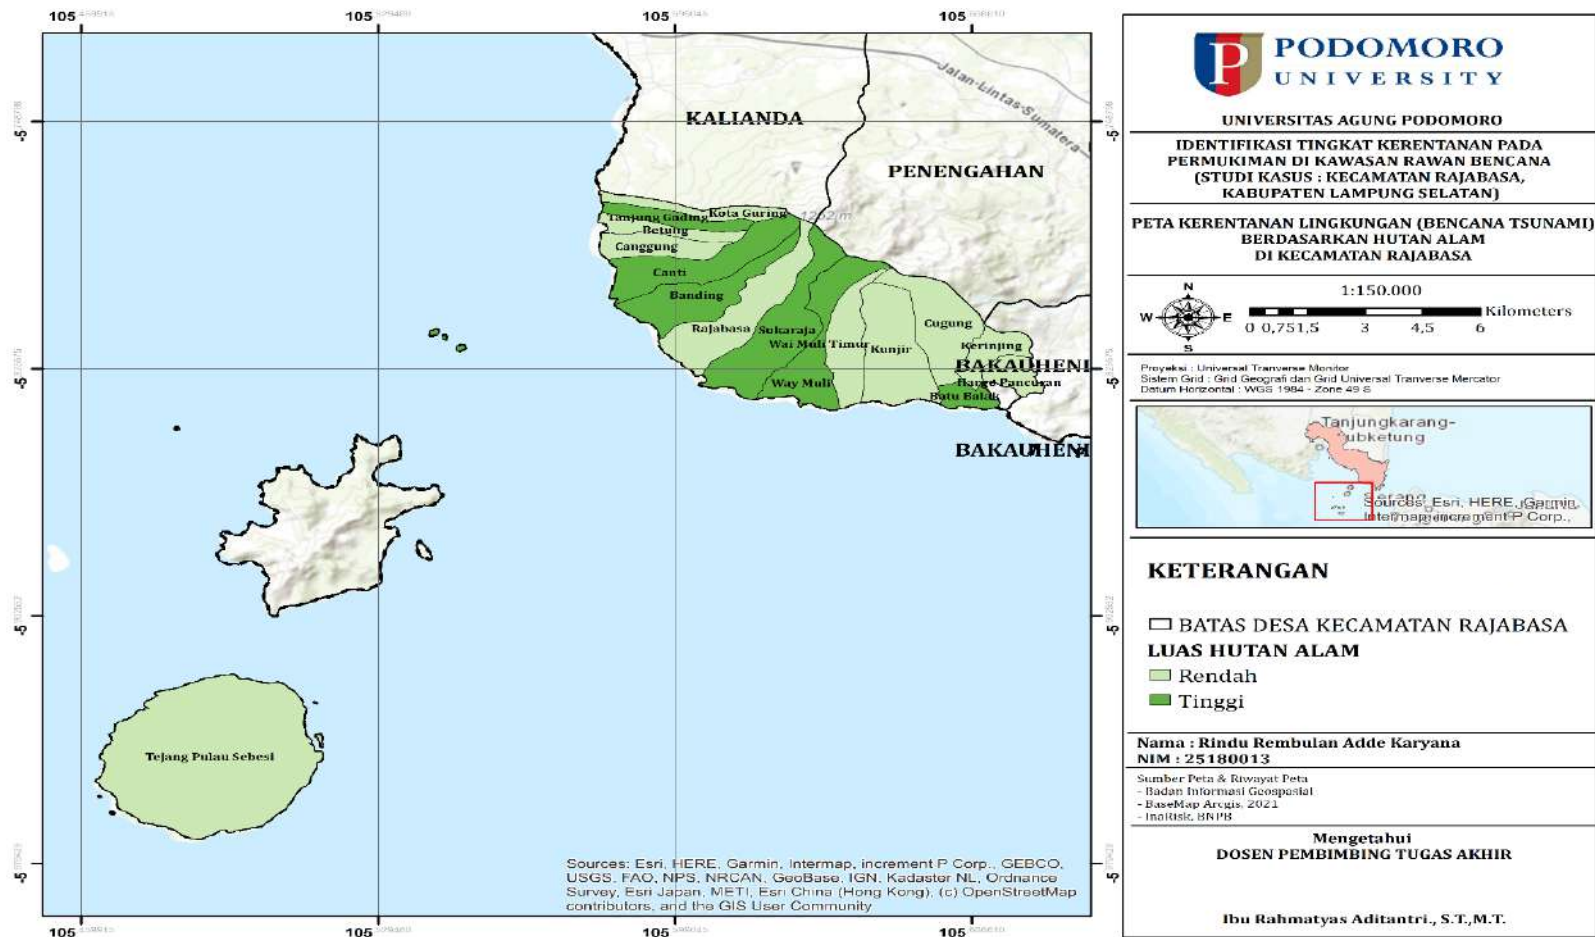 105 105 105 105
KALIANDA
Jalan-Lintas-Sumatera
PENENGAHAN
1262 m
Tanjung Gading
Kota Guring
Betung
Canggung
Canti
Banding
Rajabasa
Sukaraja
Wai Muli Timur
Kunjir
Cugung
Kerinjing
BAKAUHENI
Hargo Pancuran
Way Muli
Batu Balak
BAKAUHENI
Tejang Pulau Sebesi
Sources: Esri, HERE, Garmin, Intermap, increment P Corp., GEBCO,
USGS, FAO, NPS, NRCAN, GeoBase, IGN, Kadaster NL, Ordnance
Survey, Esri Japan, METI, Esri China (Hong Kong), (c) OpenStreetMap
contributors, and the GIS User Community
105 105 105 105
PODOMORO
UNIVERSITY
UNIVERSITAS AGUNG PODOMORO
IDENTIFIKASI TINGKAT KERENTANAN PADA
PERMUKIMAN DI KAWASAN RAWAN BENCANA
(STUDI KASUS : KECAMATAN RAJABASA,
KABUPATEN LAMPUNG SELATAN)
PETA KERENTANAN LINGKUNGAN (BENCANA TSUNAMI)
BERDASARKAN HUTAN ALAM
DI KECAMATAN RAJABASA
N
W E
S
1:150.000
Kilometers
0 0,751,5 3 4,5 6
Proyeksi : Universal Tranverse Monitor
Sistem Grid : Grid Geografi dan Grid Universal Tranverse Mercator
Datum Horizontal : WGS 1984 - Zone 49 S
Tanjungkarang-
Serang
Sources: Esri, HERE, Garmin,
Intermap, increment P Corp.,
KETERANGAN
BATAS DESA KECAMATAN RAJABASA
LUAS HUTAN ALAM
Rendah
Tinggi
Nama : Rindu Rembulan Adde Karyana
NIM : 25180013
Sumber Peta & Riwayat Peta
- Badan Informasi Geospasial
- BaseMap Arcgis, 2021
- InaRisk, BNPB
Mengetahui
DOSEN PEMBIMBING TUGAS AKHIR
Ibu Rahmatyas Aditantri., S.T.,M.T.